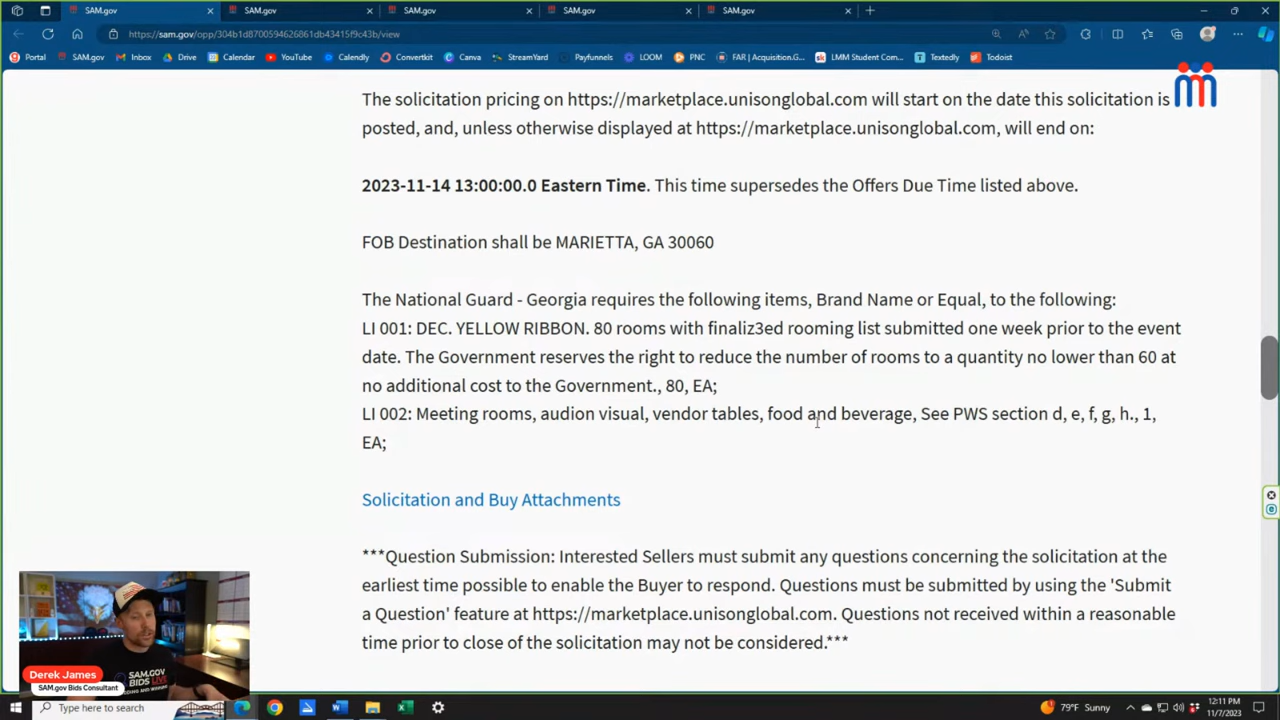 SAM.gov
SAM.gov
SAM.gov
SAM.gov
SAM.gov
https://sam.gov/opp/304b1d8700594626861db43415f9c43b/view
Portal SAM.gov Inbox Drive Calendar YouTube Calendly Convertkit Canva StreamYard Payfunnels LOOM PNC FAR | Acquisition.G... LMM Student Com... Textedly Todoist
The solicitation pricing on https://marketplace.unisonglobal.com will start on the date this solicitation is
posted, and, unless otherwise displayed at https://marketplace.unisonglobal.com, will end on:
2023-11-14 13:00:00.0 Eastern Time. This time supersedes the Offers Due Time listed above.
FOB Destination shall be MARIETTA, GA 30060
The National Guard - Georgia requires the following items, Brand Name or Equal, to the following:
LI 001: DEC. YELLOW RIBBON. 80 rooms with finaliz3ed rooming list submitted one week prior to the event
date. The Government reserves the right to reduce the number of rooms to a quantity no lower than 60 at
no additional cost to the Government., 80, EA;
LI 002: Meeting rooms, audion visual, vendor tables, food and beverage, See PWS section d, e, f, g, h., 1,
EA;
Solicitation and Buy Attachments
***Question Submission: Interested Sellers must submit any questions concerning the solicitation at the
earliest time possible to enable the Buyer to respond. Questions must be submitted by using the 'Submit
a Question' feature at https://marketplace.unisonglobal.com. Questions not received within a reasonable
time prior to close of the solicitation may not be considered.***
Derek James
SAM.gov Bids Consultant
SAM.GOV
BIDS LIVE
Type here to search
79°F Sunny
12:11 PM
11/7/2023